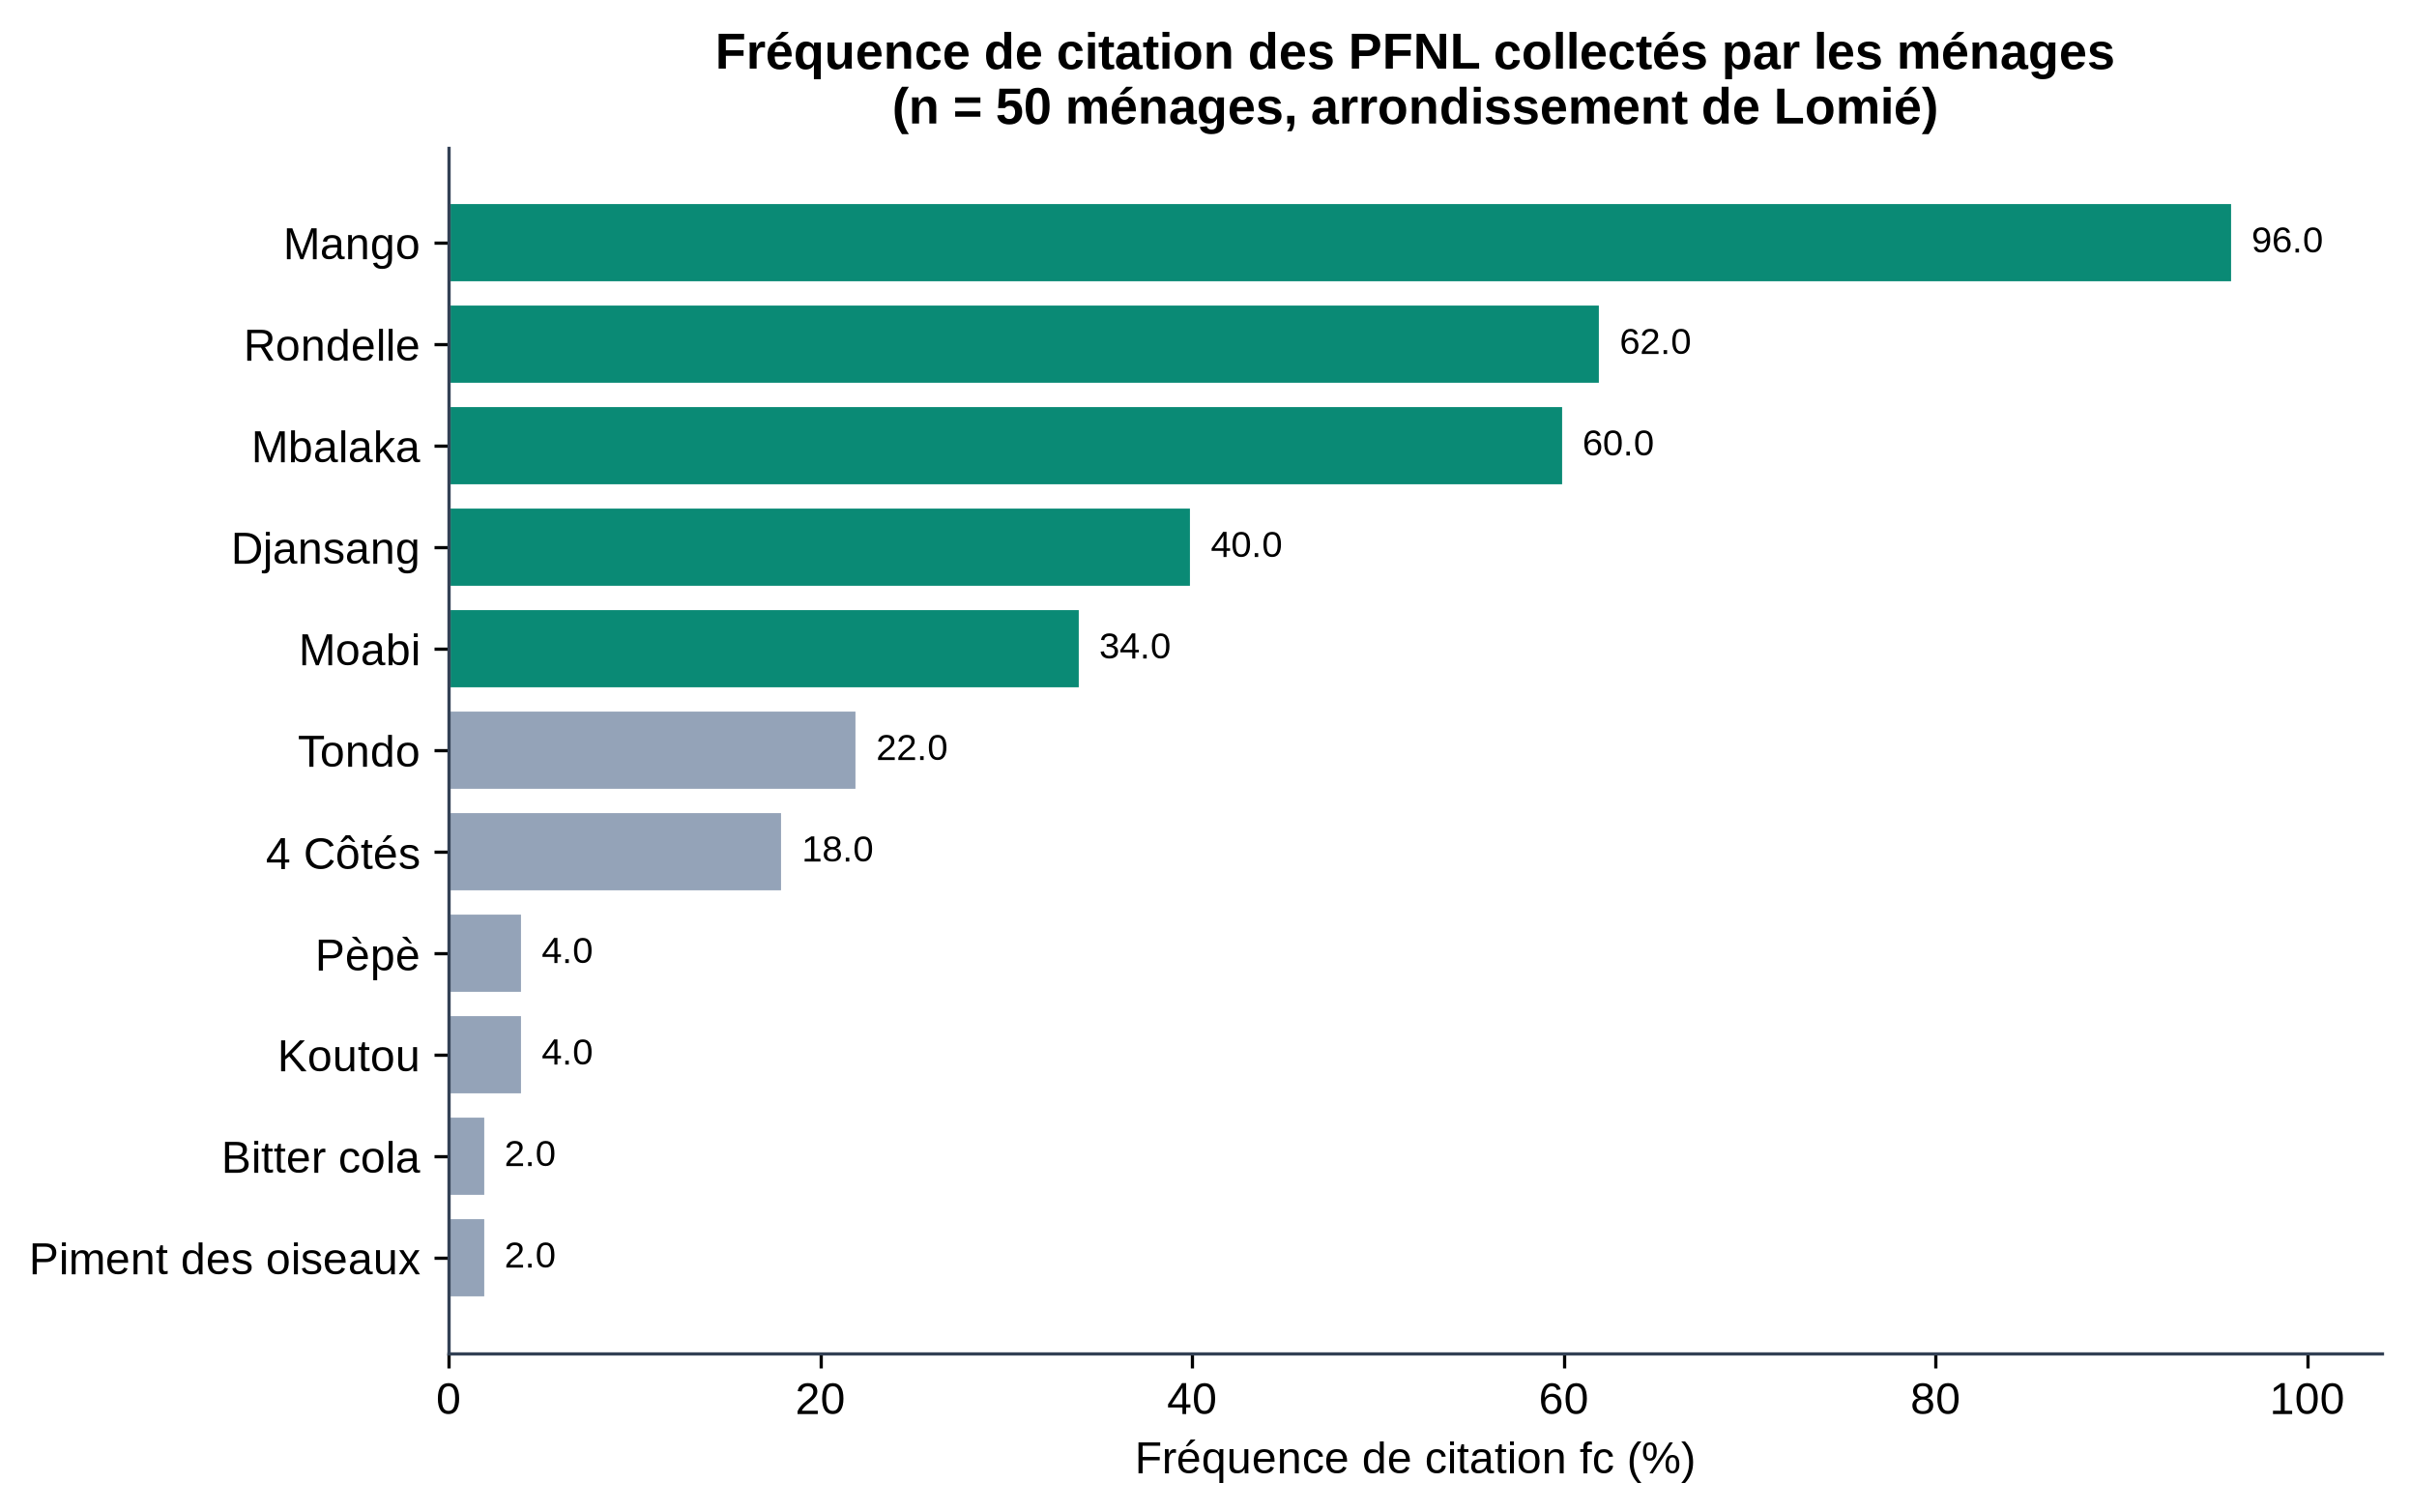 Fréquence de citation des PFNL collectés par les ménages
(n = 50 ménages, arrondissement de Lomié)
Mango 96.0
Rondelle 62.0
Mbalaka 60.0
Djansang 40.0
Moabi 34.0
Tondo 22.0
4 Côtés 18.0
Pèpè 4.0
Koutou 4.0
Bitter cola 2.0
Piment des oiseaux 2.0
0 20 40 60 80 100
Fréquence de citation fc (%)